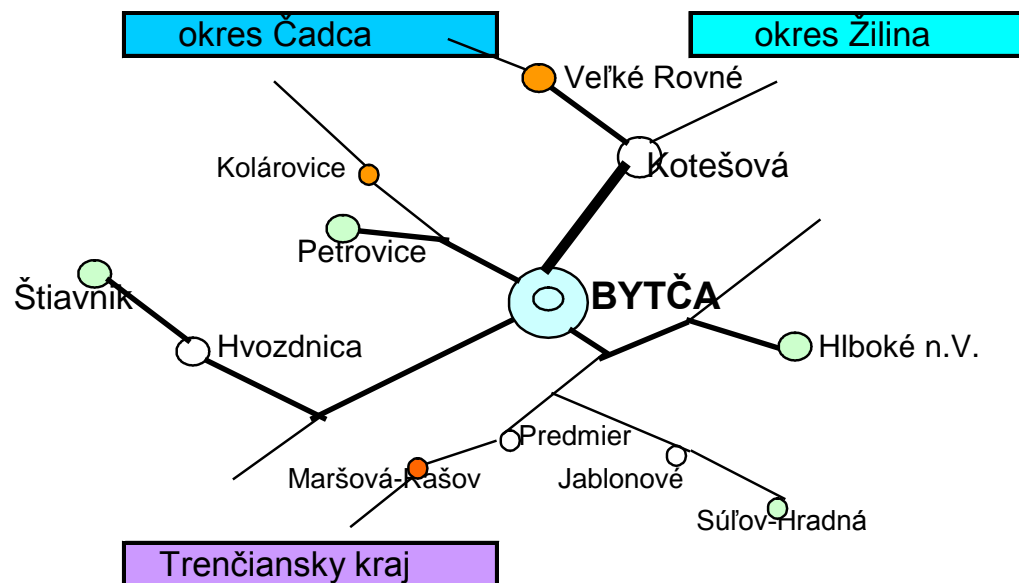 okres Čadca
okres Žilina
Veľké Rovné
Kolárovice
Kotešová
Petrovice
Štiavnik
BYTČA
Hvozdnica
Hlboké n.V.
Predmier
Maršová-Rašov
Jablonové
Súľov-Hradná
Trenčiansky kraj